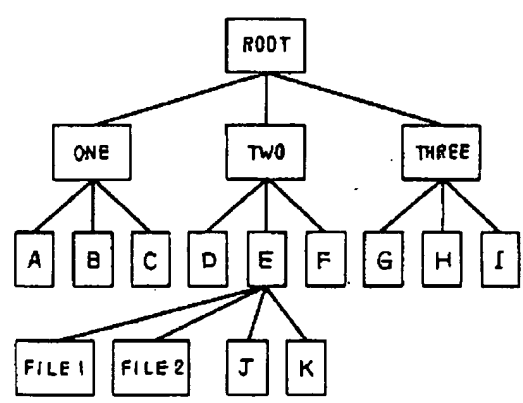 ROOT
ONE TWO THREE
A B C D E F G H I
FILE1 FILE2 J K